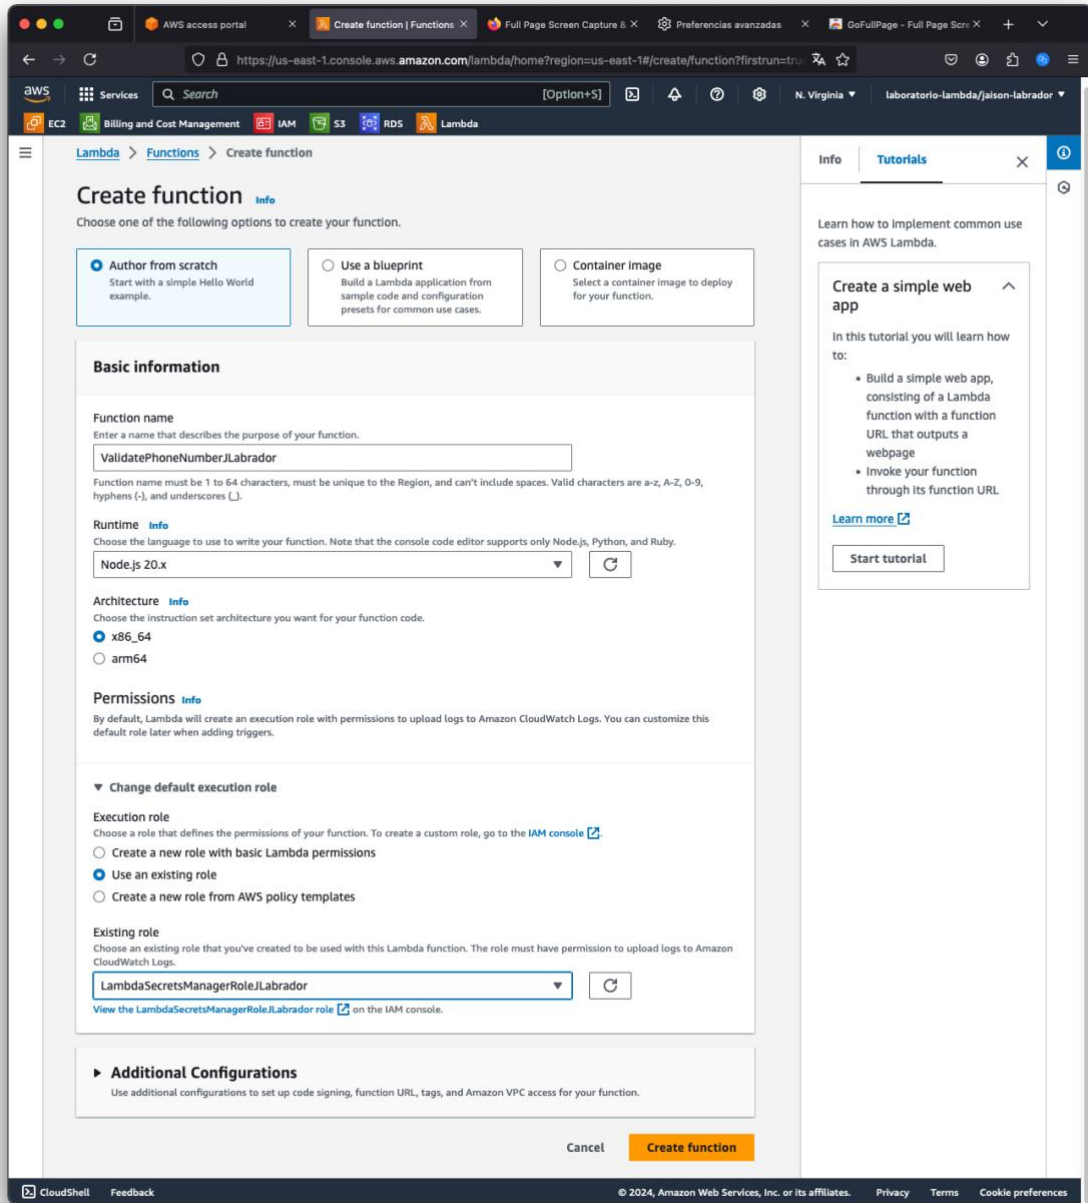 AWS access portal
Create function | Functions
Full Page Screen Capture &
Preferencias avanzadas
GoFullPage - Full Page Scre
https://us-east-1.console.aws.amazon.com/lambda/home?region=us-east-1#/create/function?firstrun=tru
aws
Services
Search
[Option+S]
N. Virginia ▼
laboratorio-lambda/jaison-labrador ▼
EC2
Billing and Cost Management
IAM
S3
RDS
Lambda
Lambda > Functions > Create function
Create function Info
Choose one of the following options to create your function.
Author from scratch
Start with a simple Hello World
example.
Use a blueprint
Build a Lambda application from
sample code and configuration
presets for common use cases.
Container image
Select a container image to deploy
for your function.
Basic information
Function name
Enter a name that describes the purpose of your function.
ValidatePhoneNumberJLabrador
Function name must be 1 to 64 characters, must be unique to the Region, and can't include spaces. Valid characters are a-z, A-Z, 0-9,
hyphens (-), and underscores (_).
Runtime Info
Choose the language to use to write your function. Note that the console code editor supports only Node.js, Python, and Ruby.
Node.js 20.x
Architecture Info
Choose the instruction set architecture you want for your function code.
x86_64
arm64
Permissions Info
By default, Lambda will create an execution role with permissions to upload logs to Amazon CloudWatch Logs. You can customize this
default role later when adding triggers.
▼ Change default execution role
Execution role
Choose a role that defines the permissions of your function. To create a custom role, go to the IAM console.
Create a new role with basic Lambda permissions
Use an existing role
Create a new role from AWS policy templates
Existing role
Choose an existing role that you've created to be used with this Lambda function. The role must have permission to upload logs to Amazon
CloudWatch Logs.
LambdaSecretsManagerRoleJLabrador
View the LambdaSecretsManagerRoleJLabrador role on the IAM console.
▶ Additional Configurations
Use additional configurations to set up code signing, function URL, tags, and Amazon VPC access for your function.
Cancel
Create function
Info
Tutorials
Learn how to implement common use
cases in AWS Lambda.
Create a simple web
app
In this tutorial you will learn how
to:
• Build a simple web app,
consisting of a Lambda
function with a function
URL that outputs a
webpage
• Invoke your function
through its function URL
Learn more
Start tutorial
CloudShell
Feedback
© 2024, Amazon Web Services, Inc. or its affiliates.
Privacy
Terms
Cookie preferences